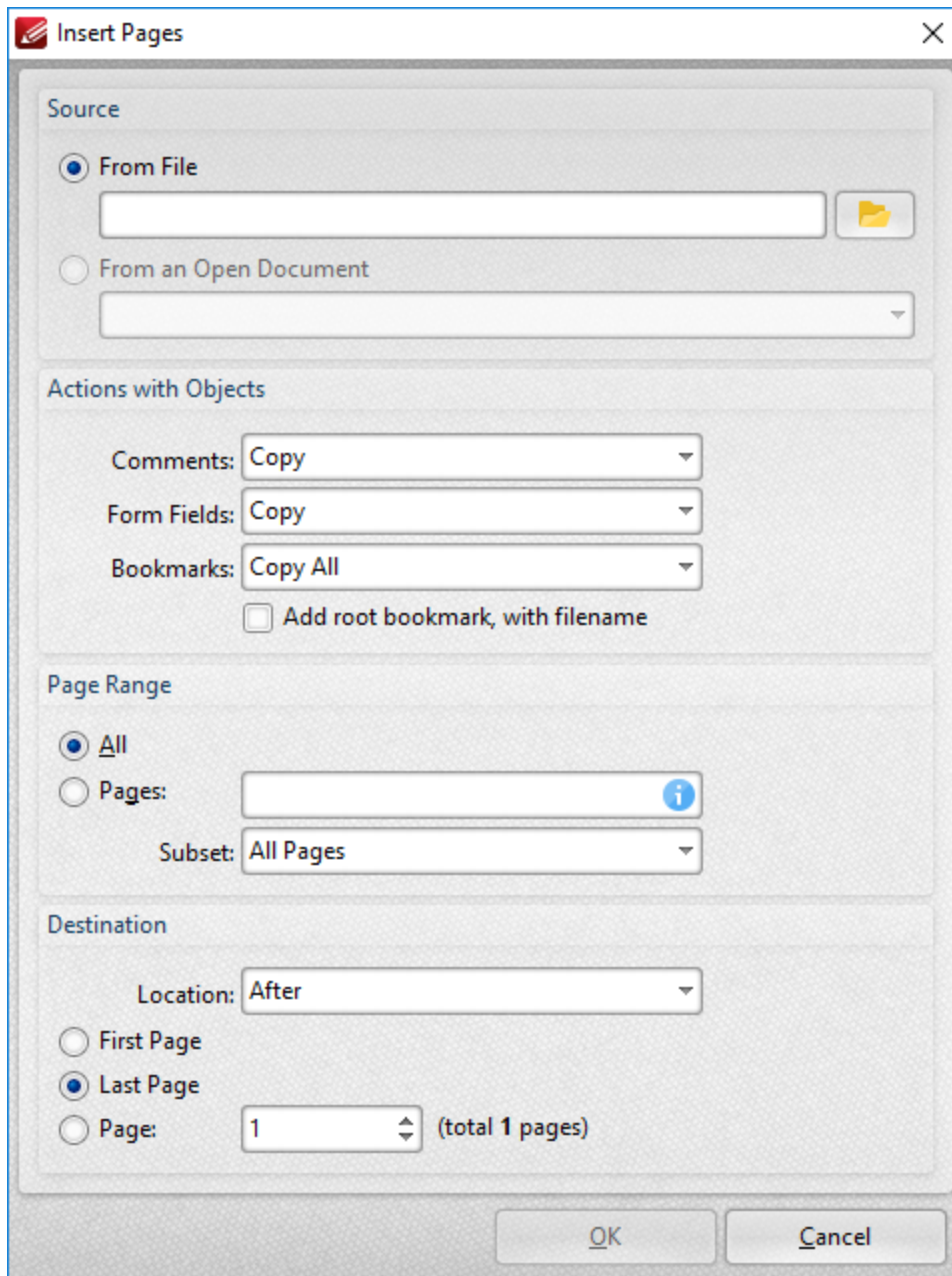 Insert Pages
Source
From File
From an Open Document
Actions with Objects
Comments: Copy
Form Fields: Copy
Bookmarks: Copy All
Add root bookmark, with filename
Page Range
All
Pages:
Subset: All Pages
Destination
Location: After
First Page
Last Page
Page: 1 (total 1 pages)
OK Cancel